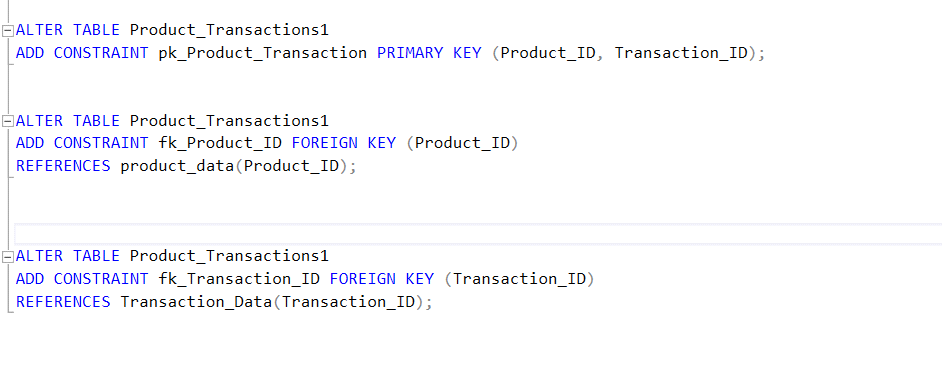 ALTER TABLE Product_Transactions1
ADD CONSTRAINT pk_Product_Transaction PRIMARY KEY (Product_ID, Transaction_ID);
ALTER TABLE Product_Transactions1
ADD CONSTRAINT fk_Product_ID FOREIGN KEY (Product_ID)
REFERENCES product_data(Product_ID);
ALTER TABLE Product_Transactions1
ADD CONSTRAINT fk_Transaction_ID FOREIGN KEY (Transaction_ID)
REFERENCES Transaction_Data(Transaction_ID);